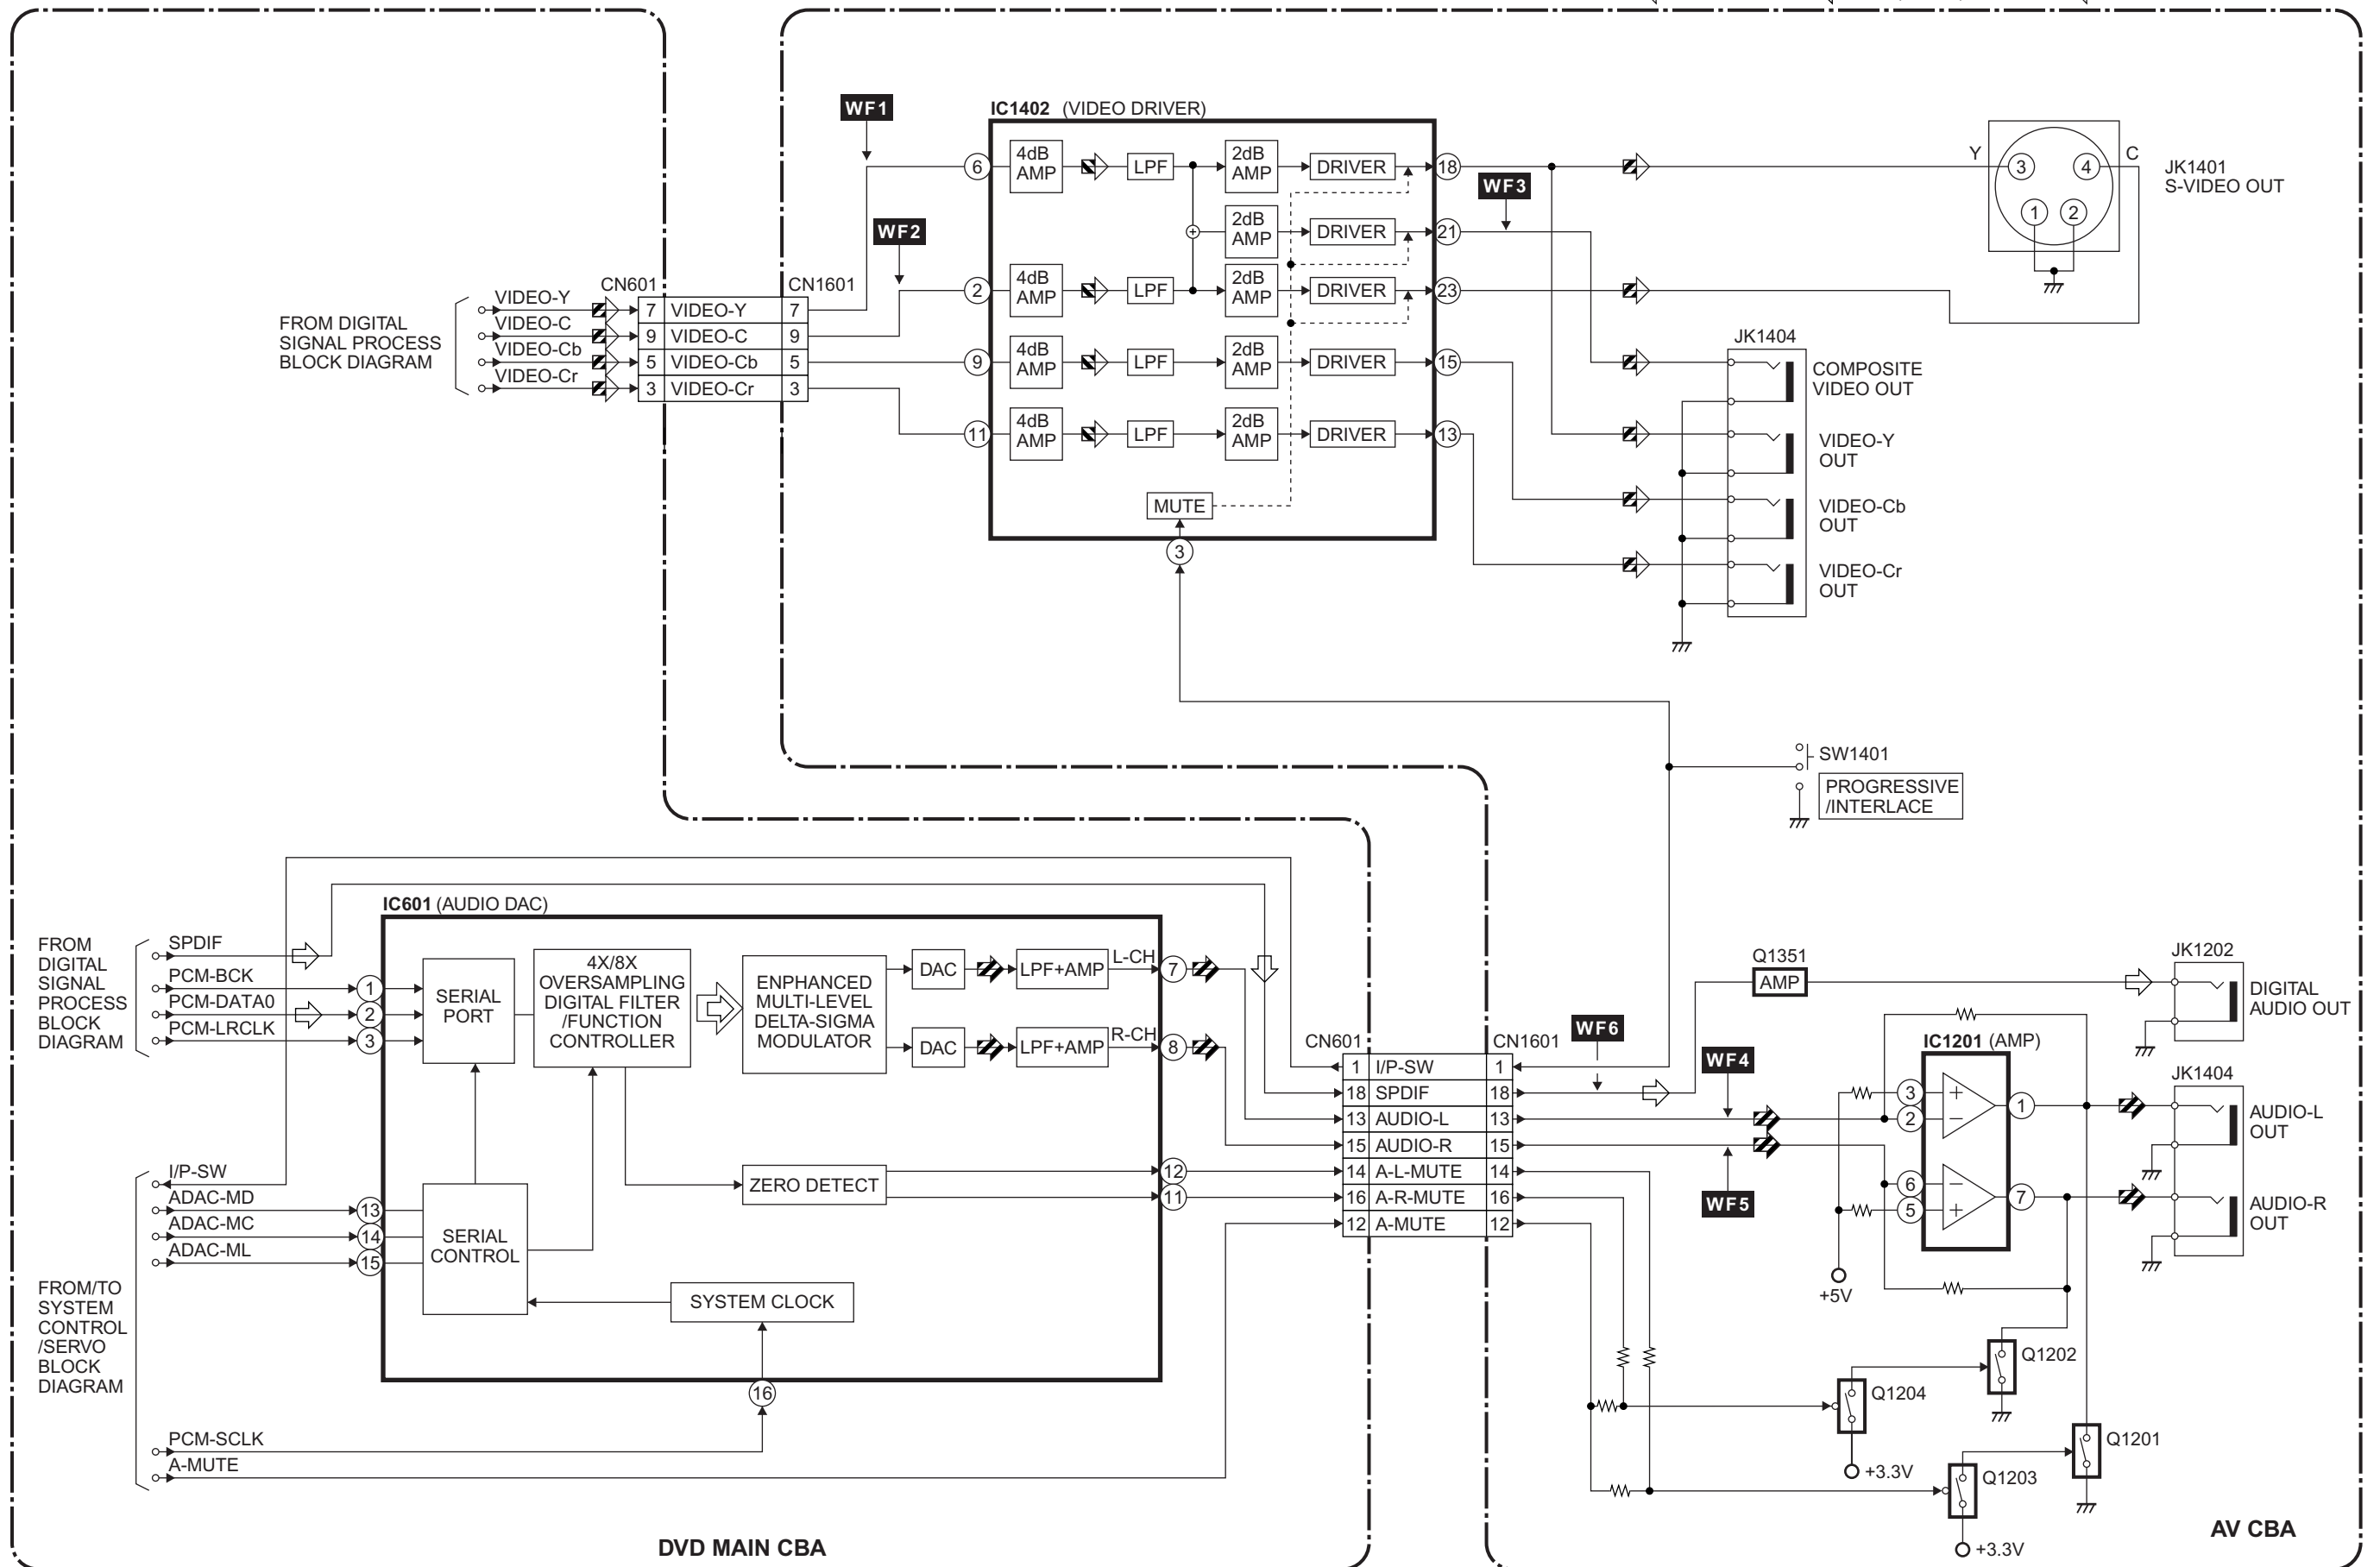 WF1
IC1402 (VIDEO DRIVER)
6
4dB
AMP
LPF
2dB
AMP
DRIVER
18
WF3
Y
3
4
C
1
2
JK1401
S-VIDEO OUT
WF2
2dB
AMP
DRIVER
21
2
4dB
AMP
LPF
2dB
AMP
DRIVER
23
FROM DIGITAL
SIGNAL PROCESS
BLOCK DIAGRAM
VIDEO-Y
VIDEO-C
VIDEO-Cb
VIDEO-Cr
CN601
CN1601
7 VIDEO-Y 7
9 VIDEO-C 9
5 VIDEO-Cb 5
3 VIDEO-Cr 3
9
4dB
AMP
LPF
2dB
AMP
DRIVER
15
11
4dB
AMP
LPF
2dB
AMP
DRIVER
13
MUTE
3
JK1404
COMPOSITE
VIDEO OUT
VIDEO-Y
OUT
VIDEO-Cb
OUT
VIDEO-Cr
OUT
SW1401
PROGRESSIVE
/INTERLACE
IC601 (AUDIO DAC)
FROM
DIGITAL
SIGNAL
PROCESS
BLOCK
DIAGRAM
SPDIF
PCM-BCK
PCM-DATA0
PCM-LRCLK
1
2
3
SERIAL
PORT
4X/8X
OVERSAMPLING
DIGITAL FILTER
/FUNCTION
CONTROLLER
ENPHANCED
MULTI-LEVEL
DELTA-SIGMA
MODULATOR
DAC
LPF+AMP
L-CH
7
DAC
LPF+AMP
R-CH
8
CN601
CN1601
1 I/P-SW 1
18 SPDIF 18
13 AUDIO-L 13
15 AUDIO-R 15
14 A-L-MUTE 14
16 A-R-MUTE 16
12 A-MUTE 12
WF6
WF4
WF5
Q1351
AMP
JK1202
DIGITAL
AUDIO OUT
IC1201 (AMP)
3
+
2
−
1
6
−
5
+
7
+5V
JK1404
AUDIO-L
OUT
AUDIO-R
OUT
FROM/TO
SYSTEM
CONTROL
/SERVO
BLOCK
DIAGRAM
I/P-SW
ADAC-MD
ADAC-MC
ADAC-ML
13
14
15
SERIAL
CONTROL
ZERO DETECT
12
11
SYSTEM CLOCK
16
PCM-SCLK
A-MUTE
Q1202
Q1204
+3.3V
Q1201
Q1203
+3.3V
DVD MAIN CBA
AV CBA